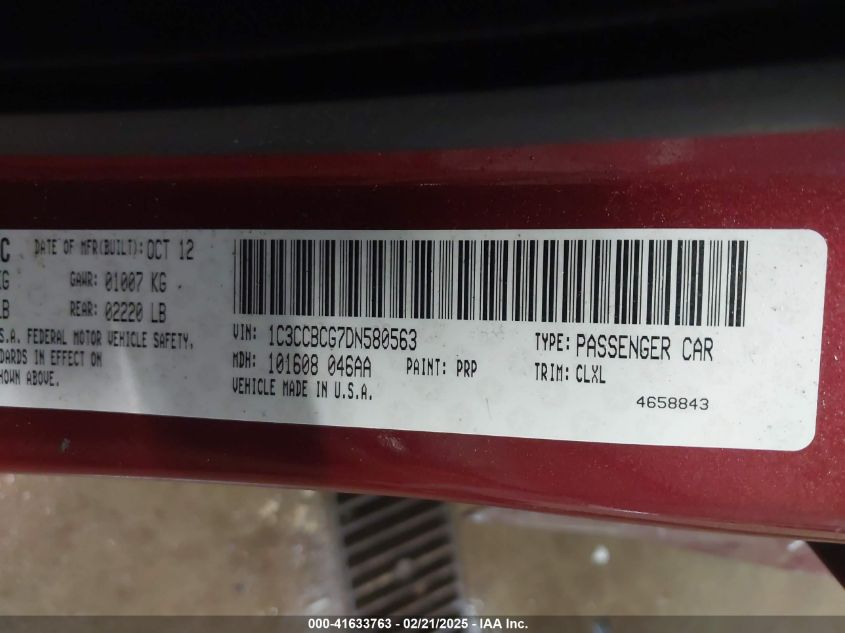 C DATE OF MFR(BUILT): OCT 12
KG GAWR: 01007 KG
LB REAR: 02220 LB
S.A. FEDERAL MOTOR VEHICLE SAFETY.
DARDS IN EFFECT ON
HOWN ABOVE.
VIN: 1C3CCBCG7DN580563 TYPE: PASSENGER CAR
MDH: 101608 046AA PAINT: PRP TRIM: CLXL
VEHICLE MADE IN U.S.A. 4658843
000-41633763 - 02/21/2025 - IAA Inc.